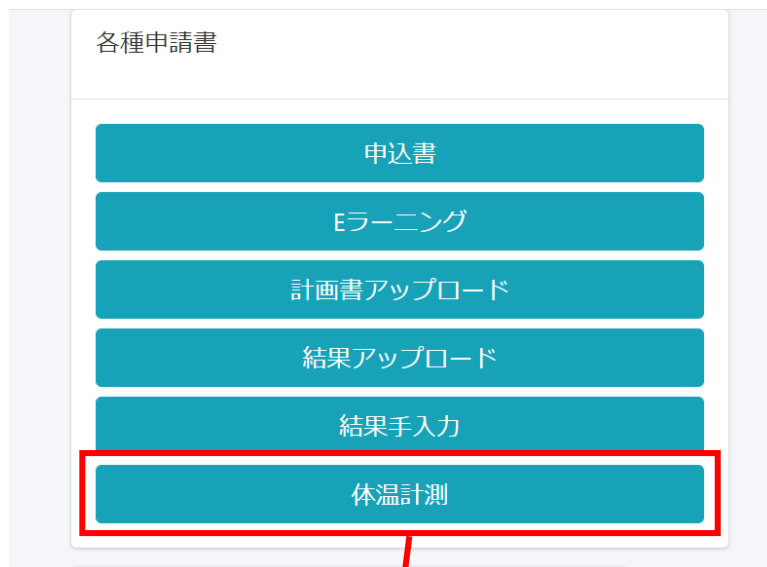 各種申請書
申込書
Eラーニング
計画書アップロード
結果アップロード
結果手入力
体温計測